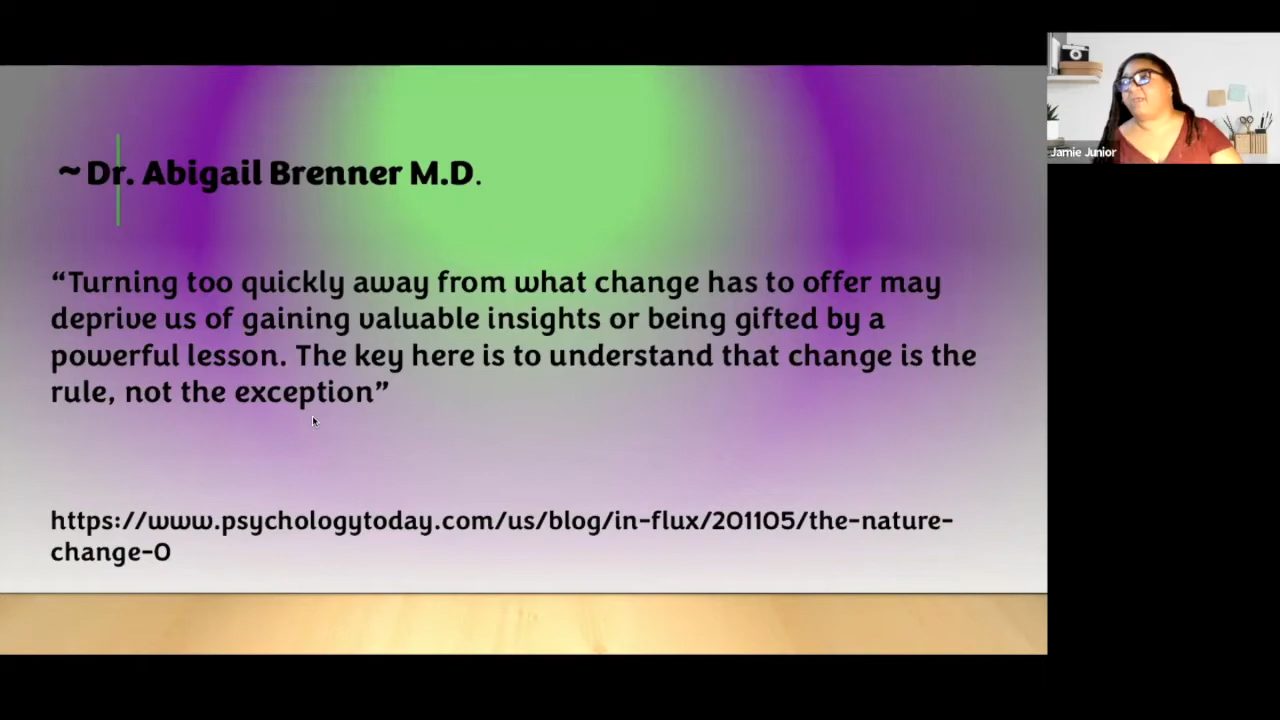 ~Dr. Abigail Brenner M.D.
“Turning too quickly away from what change has to offer may
deprive us of gaining valuable insights or being gifted by a
powerful lesson. The key here is to understand that change is the
rule, not the exception”
https://www.psychologytoday.com/us/blog/in-flux/201105/the-nature-
change-0
Jamie Junior